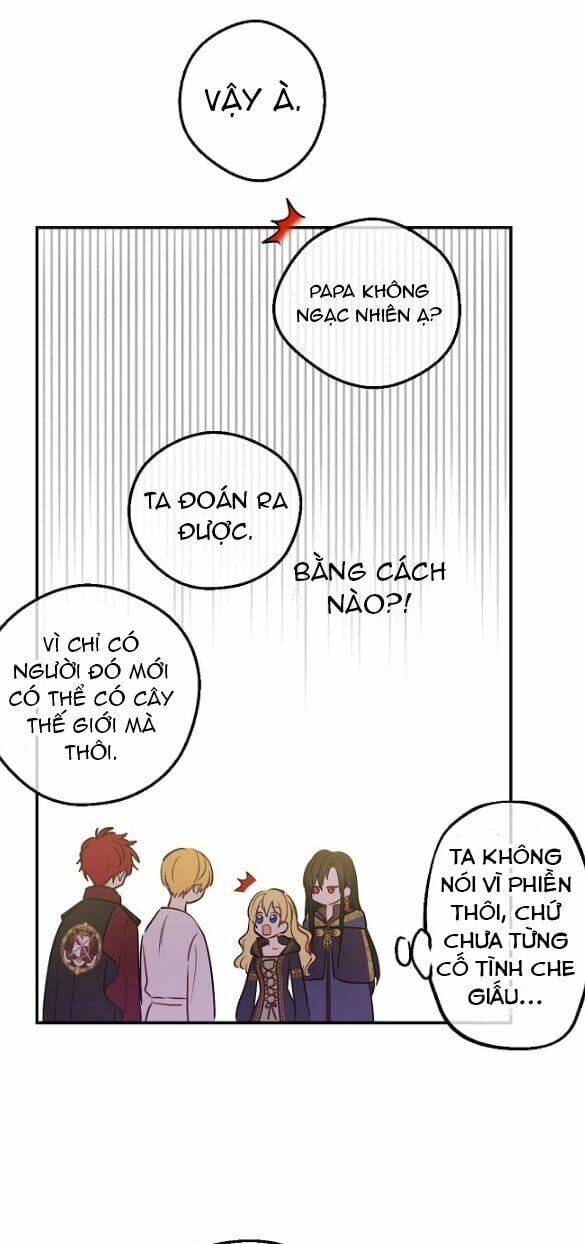 VẬY À.
PAPA KHÔNG
NGẠC NHIÊN Ạ?
TA ĐOÁN RA
ĐƯỢC.
BẰNG CÁCH
NÀO?!
VÌ CHỈ CÓ
NGƯỜI ĐÓ MỚI
CÓ THỂ CÓ CÂY
THẾ GIỚI MÀ
THÔI.
TA KHÔNG
NÓI VÌ PHIỀN
THÔI, CHỨ
CHƯA TỪNG
CỐ TÌNH CHE
GIẤU...